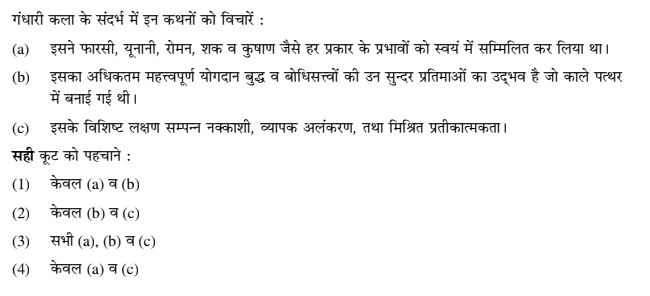 गंधारी कला के संदर्भ में इन कथनों को विचारें :
(a) इसने फारसी, यूनानी, रोमन, शक व कुषाण जैसे हर प्रकार के प्रभावों को स्वयं में सम्मिलित कर लिया था।
(b) इसका अधिकतम महत्त्वपूर्ण योगदान बुद्ध व बोधिसत्त्वों की उन सुन्दर प्रतिमाओं का उद्भव है जो काले पत्थर
में बनाई गई थी।
(c) इसके विशिष्ट लक्षण सम्पन्न नक्काशी, व्यापक अलंकरण, तथा मिश्रित प्रतीकात्मकता।
सही कूट को पहचाने :
(1) केवल (a) व (b)
(2) केवल (b) व (c)
(3) सभी (a), (b) व (c)
(4) केवल (a) व (c)